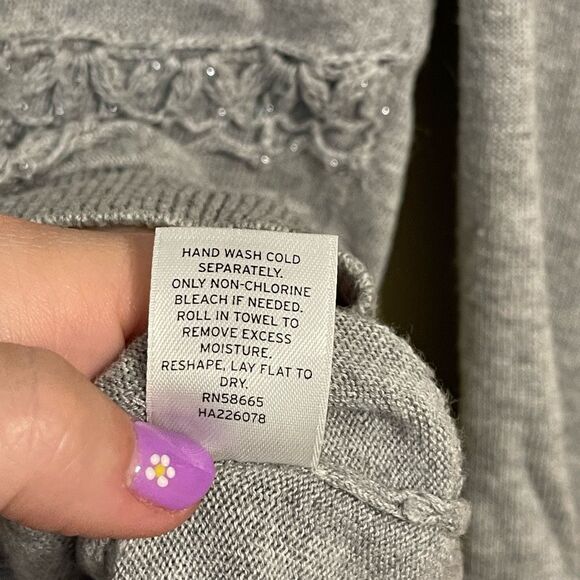 HAND WASH COLD
SEPARATELY.
ONLY NON-CHLORINE
BLEACH IF NEEDED.
ROLL IN TOWEL TO
REMOVE EXCESS
MOISTURE.
RESHAPE, LAY FLAT TO
DRY.
RN58665
HA226078